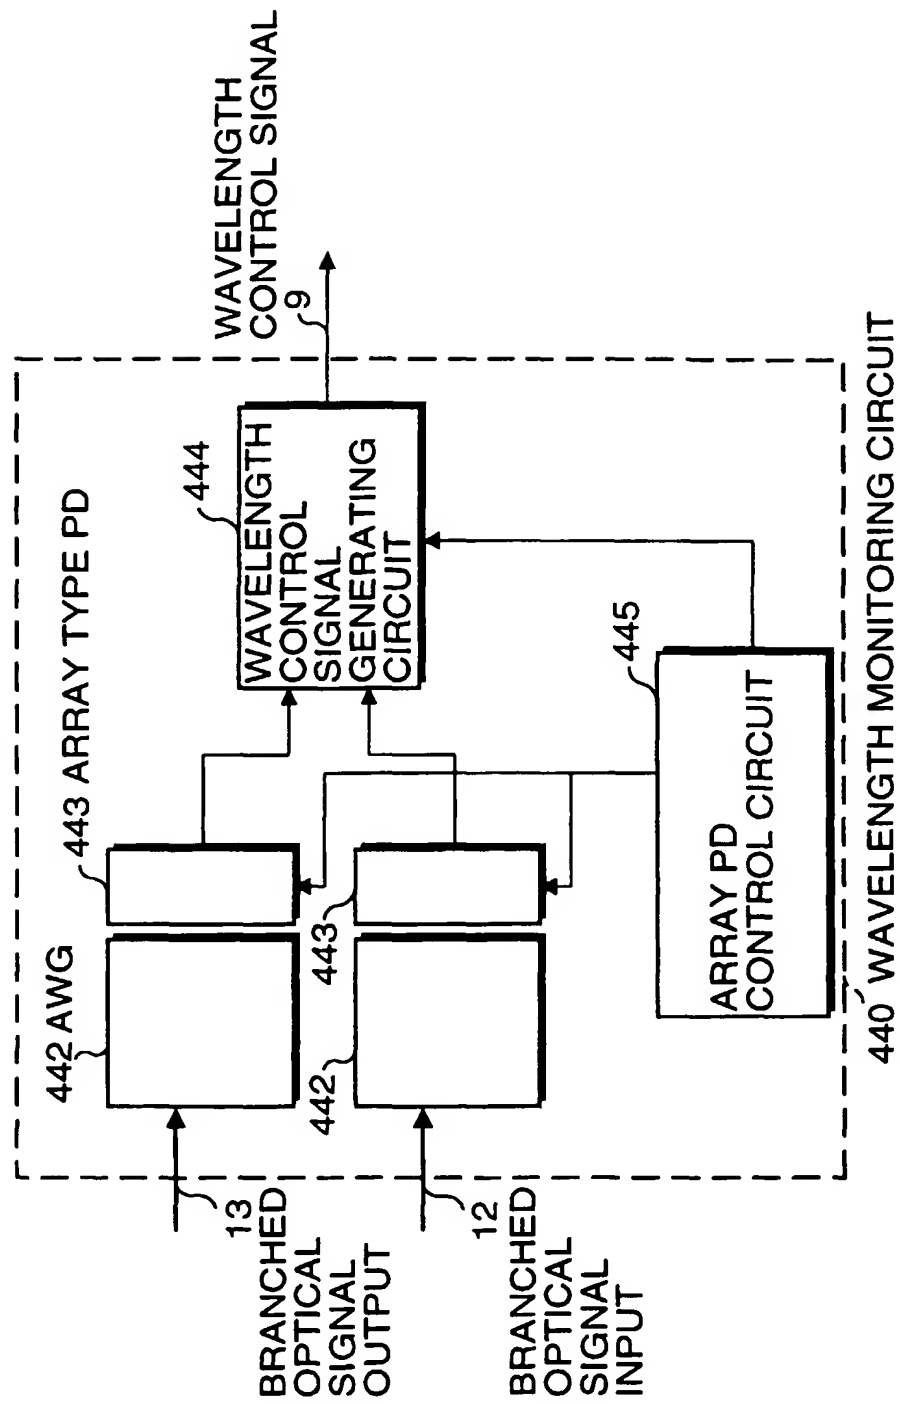 442 AWG
443 ARRAY TYPE PD
444
WAVELENGTH
CONTROL
SIGNAL
GENERATING
CIRCUIT
WAVELENGTH
CONTROL SIGNAL
9
13
BRANCHED
OPTICAL
SIGNAL
OUTPUT
442
443
12
BRANCHED
OPTICAL
SIGNAL
INPUT
445
ARRAY PD
CONTROL CIRCUIT
440 WAVELENGTH MONITORING CIRCUIT